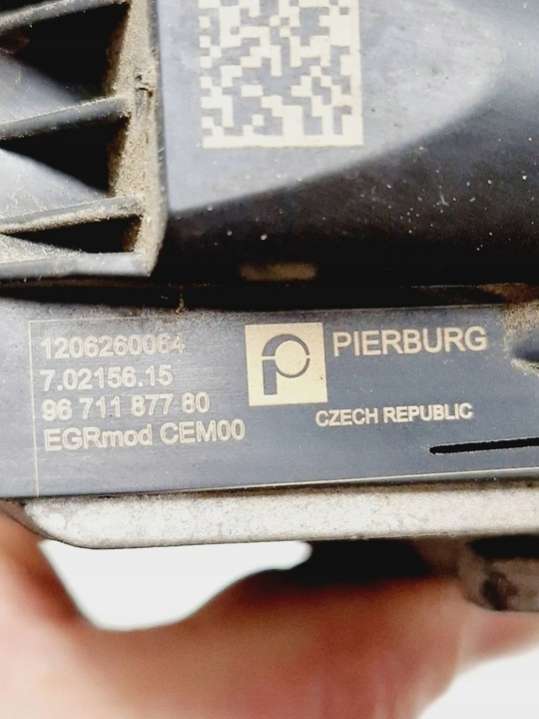 1206260064
7.02156.15
96 711 877 80
EGRmod CEM00
PIERBURG
CZECH REPUBLIC